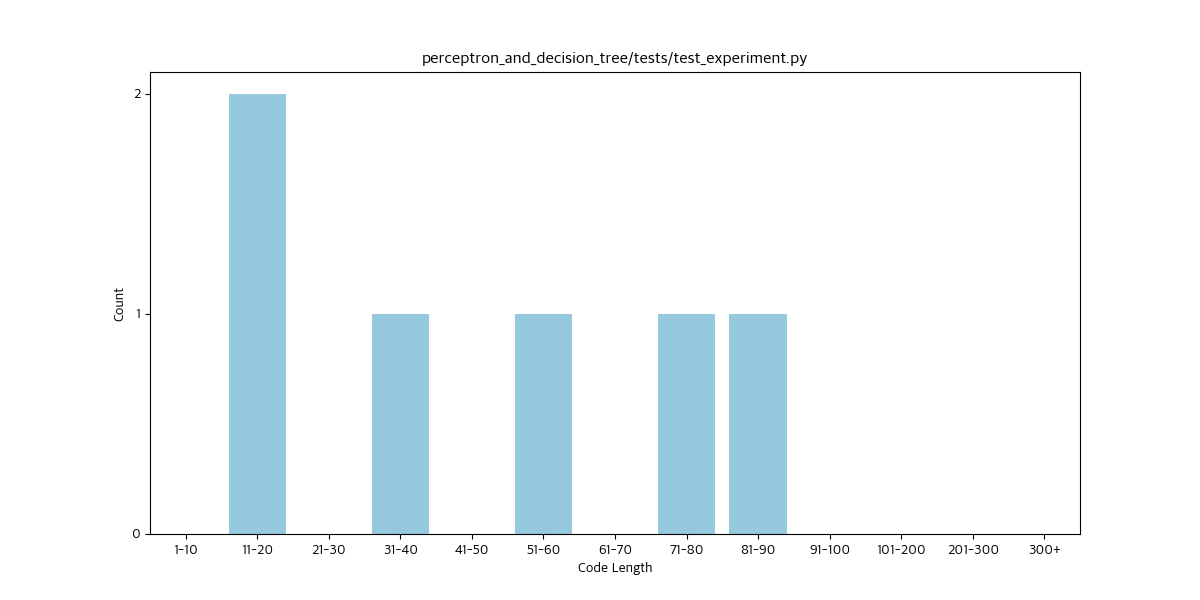 perceptron_and_decision_tree/tests/test_experiment.py
2
1
0
Count
1-10 11-20 21-30 31-40 41-50 51-60 61-70 71-80 81-90 91-100 101-200 201-300 300+
Code Length